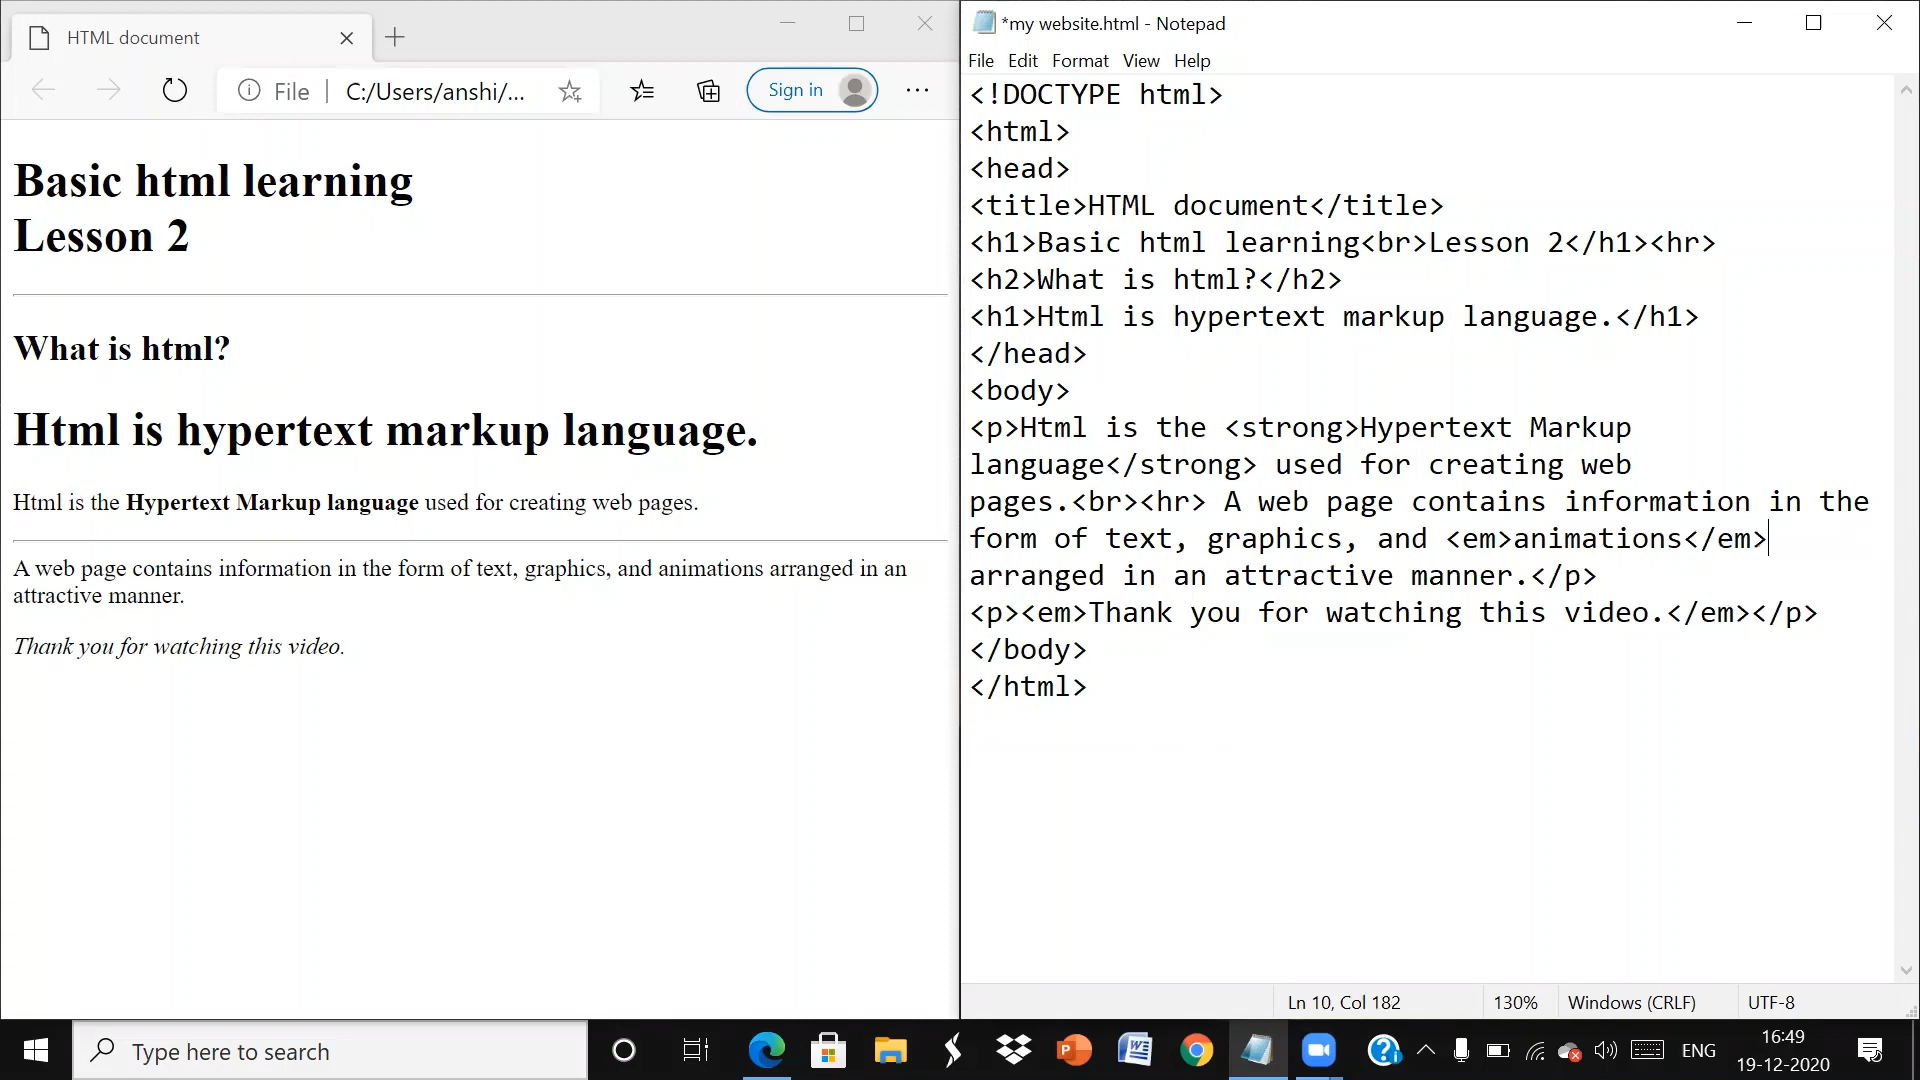 HTML document
File
C:/Users/anshi/...
Sign in
Basic html learning
Lesson 2
What is html?
Html is hypertext markup language.
Html is the Hypertext Markup language used for creating web pages.
A web page contains information in the form of text, graphics, and animations arranged in an
attractive manner.
Thank you for watching this video.
*my website.html - Notepad
File Edit Format View Help
<!DOCTYPE html>
<html>
<head>
<title>HTML document</title>
<h1>Basic html learning<br>Lesson 2</h1><hr>
<h2>What is html?</h2>
<h1>Html is hypertext markup language.</h1>
</head>
<body>
<p>Html is the <strong>Hypertext Markup
language</strong> used for creating web
pages.<br><hr> A web page contains information in the
form of text, graphics, and <em>animations</em>
arranged in an attractive manner.</p>
<p><em>Thank you for watching this video.</em></p>
</body>
</html>
Ln 10, Col 182
130%
Windows (CRLF)
UTF-8
Type here to search
ENG
16:49
19-12-2020